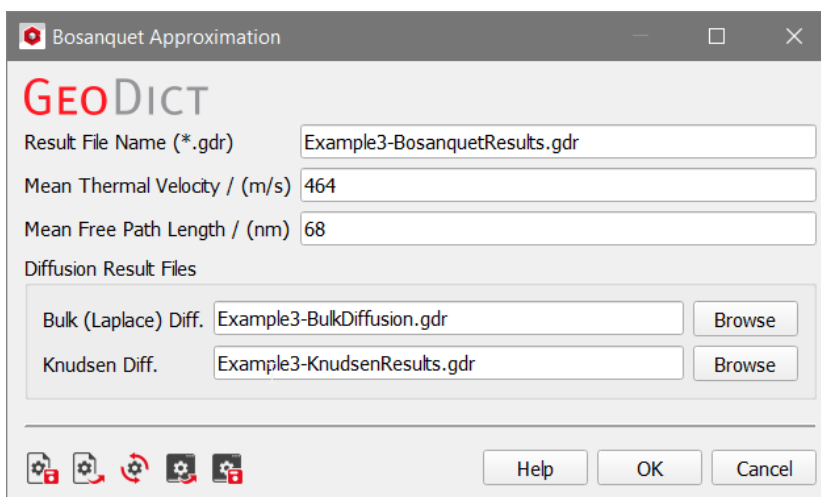 Bosanquet Approximation
GEODICT
Result File Name (*.gdr) Example3-BosanquetResults.gdr
Mean Thermal Velocity / (m/s) 464
Mean Free Path Length / (nm) 68
Diffusion Result Files
Bulk (Laplace) Diff. Example3-BulkDiffusion.gdr Browse
Knudsen Diff. Example3-KnudsenResults.gdr Browse
Help OK Cancel